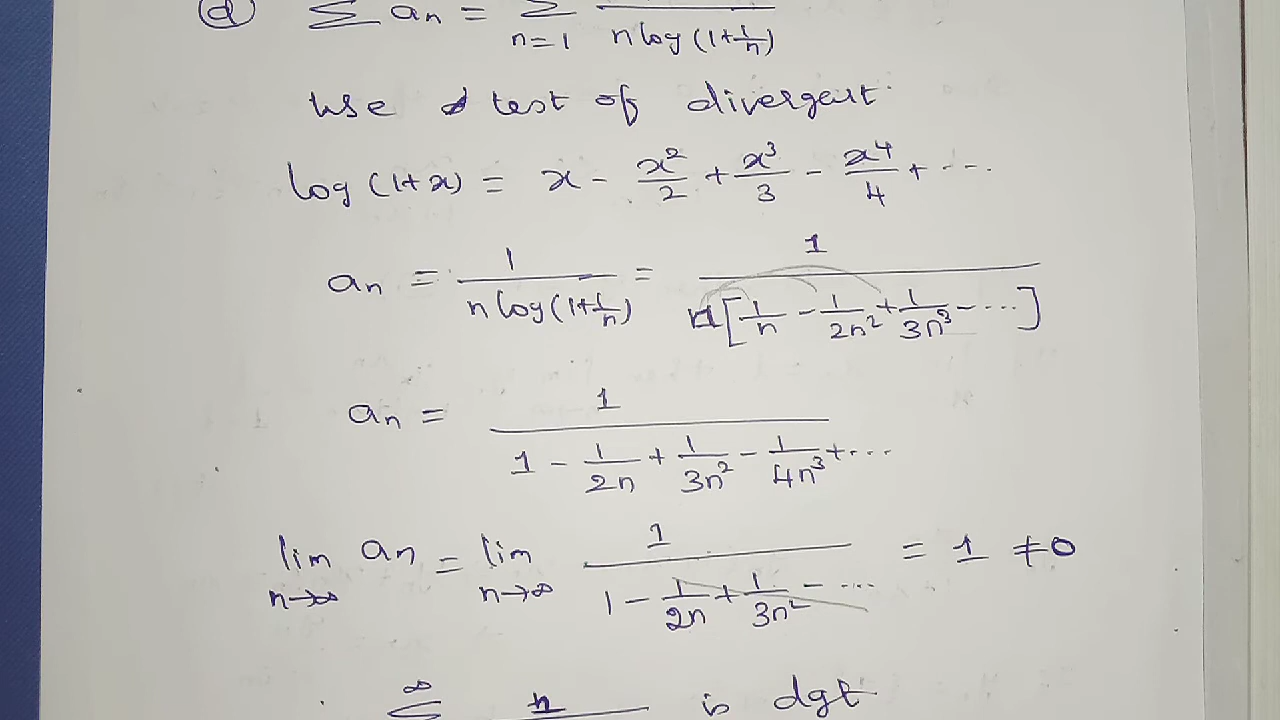 (d) Σ an = Σ n=1 / n log (1+1/n)
use test of divergent.
log (1+x) = x - x²/2 + x³/3 - x⁴/4 + ....
an = 1/(n log (1+1/n)) = 1/(n[1/n - 1/2n² + 1/3n³ - ....])
an = 1/(1 - 1/2n + 1/3n² - 1/4n³ + ...)
lim n→∞ an = lim n→∞ 1/(1 - 1/2n + 1/3n² - ....) = 1 ≠ 0
∞ Σ n is dgt